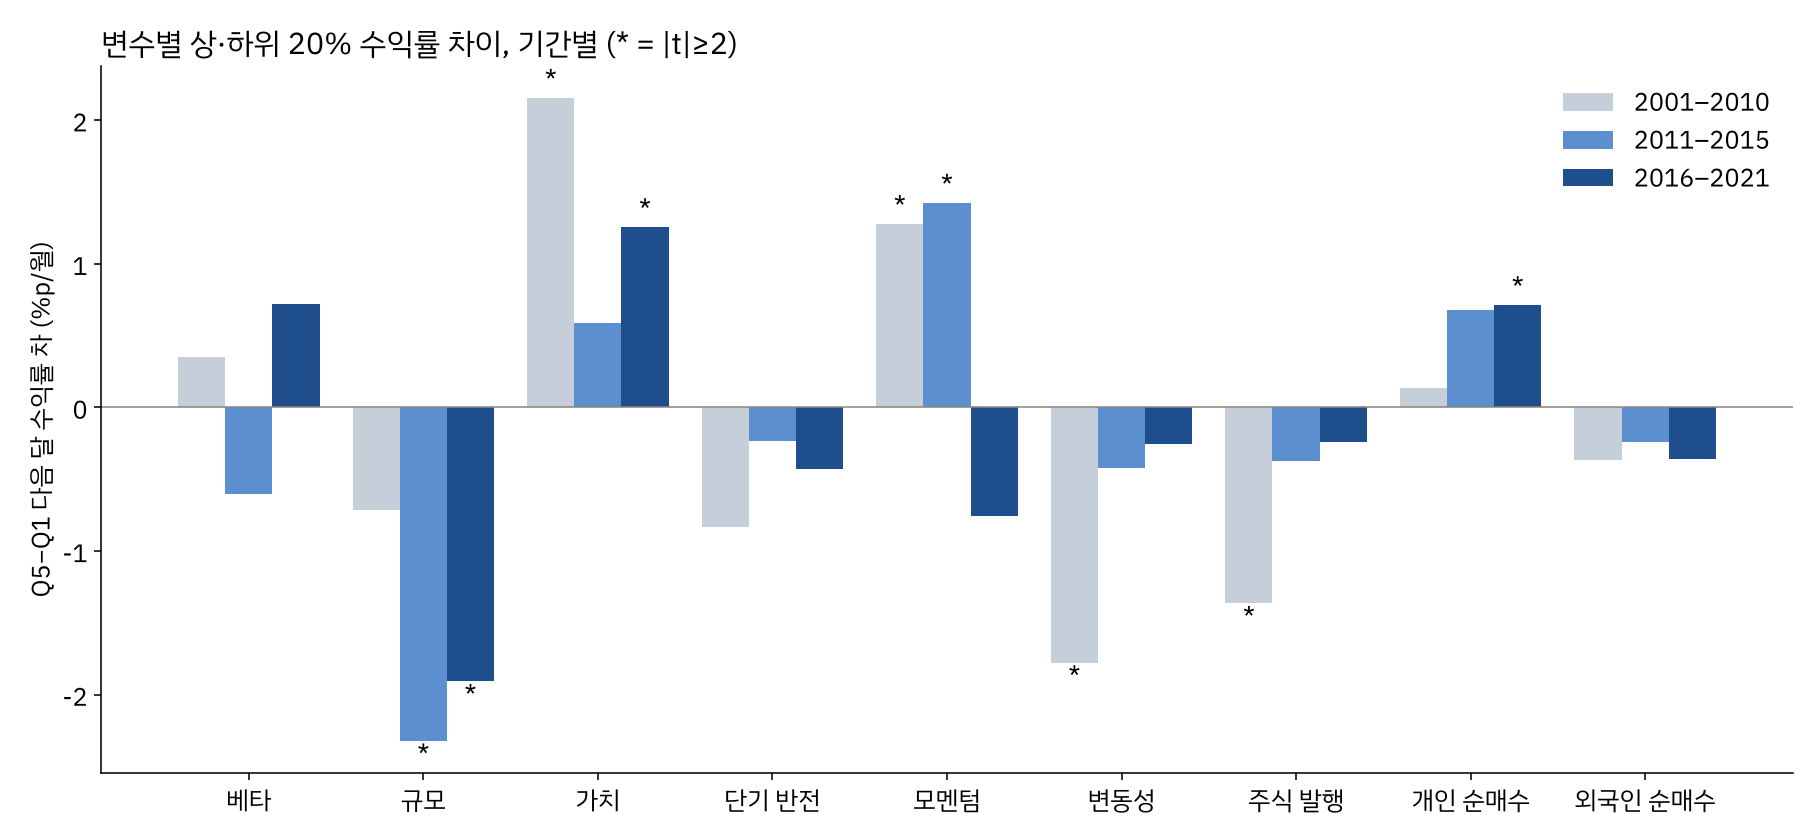 변수별 상·하위 20% 수익률 차이, 기간별 (* = |t|≥2)
2001–2010
2011–2015
2016–2021
Q5−Q1 다음 달 수익률 차 (%p/월)
2
1
0
-1
-2
*
*
*
*
*
*
*
*
*
베타
규모
가치
단기 반전
모멘텀
변동성
주식 발행
개인 순매수
외국인 순매수